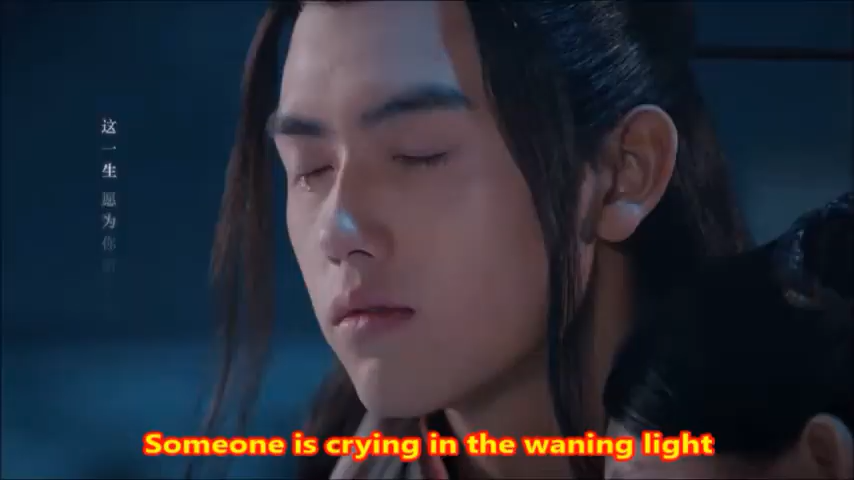 这一生愿为你
Someone is crying in the waning light